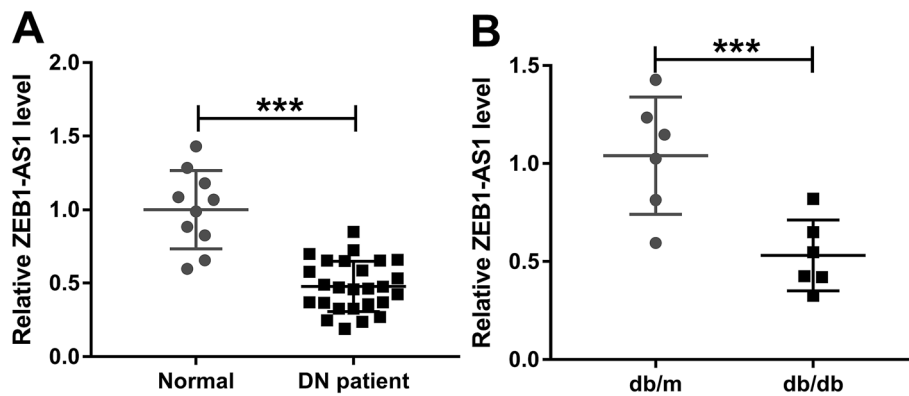 A
Relative ZEB1-AS1 level
2.0
1.5
1.0
0.5
0.0
***
Normal
DN patient
B
Relative ZEB1-AS1 level
1.5
1.0
0.5
0.0
***
db/m
db/db